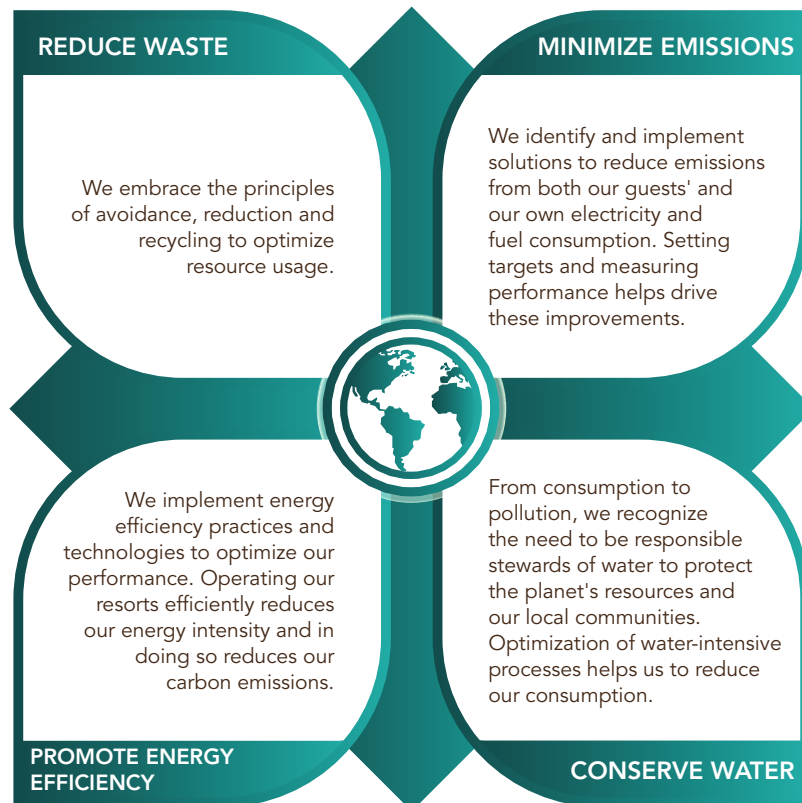 REDUCE WASTE
We embrace the principles
of avoidance, reduction and
recycling to optimize
resource usage.
MINIMIZE EMISSIONS
We identify and implement
solutions to reduce emissions
from both our guests' and
our own electricity and
fuel consumption. Setting
targets and measuring
performance helps drive
these improvements.
We implement energy
efficiency practices and
technologies to optimize our
performance. Operating our
resorts efficiently reduces
our energy intensity and in
doing so reduces our
carbon emissions.
PROMOTE ENERGY
EFFICIENCY
From consumption to
pollution, we recognize
the need to be responsible
stewards of water to protect
the planet's resources and
our local communities.
Optimization of water-intensive
processes helps us to reduce
our consumption.
CONSERVE WATER